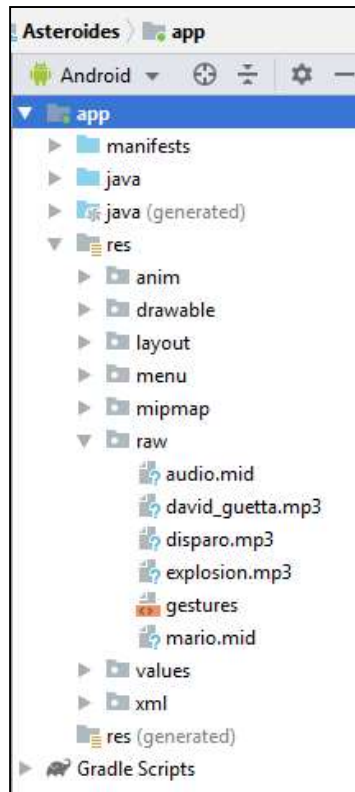 Asteroides app
Android
app
manifests
java
java (generated)
res
anim
drawable
layout
menu
mipmap
raw
audio.mid
david_guetta.mp3
disparo.mp3
explosion.mp3
gestures
mario.mid
values
xml
res (generated)
Gradle Scripts